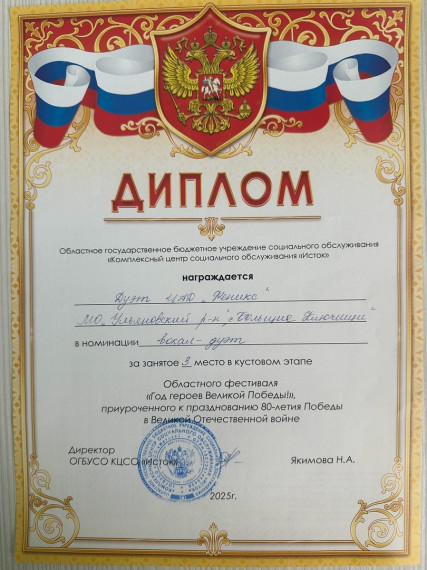 ДИПЛОМ
Областное государственное бюджетное учреждение социального обслуживания
«Комплексный центр социального обслуживания «Исток»
награждается
Дуэт ЦАД „Феникс"
МО „Ульяновский р-н", с. Большие Ключищи"
в номинации вокал-дуэт
за занятое 3 место в кустовом этапе
Областного фестиваля
«Год героев Великой Победы!»,
приуроченного к празднованию 80-летия Победы
в Великой Отечественной войне
Директор
ОГБУСО КЦСО «Исток»
Якимова Н.А.
2025г.